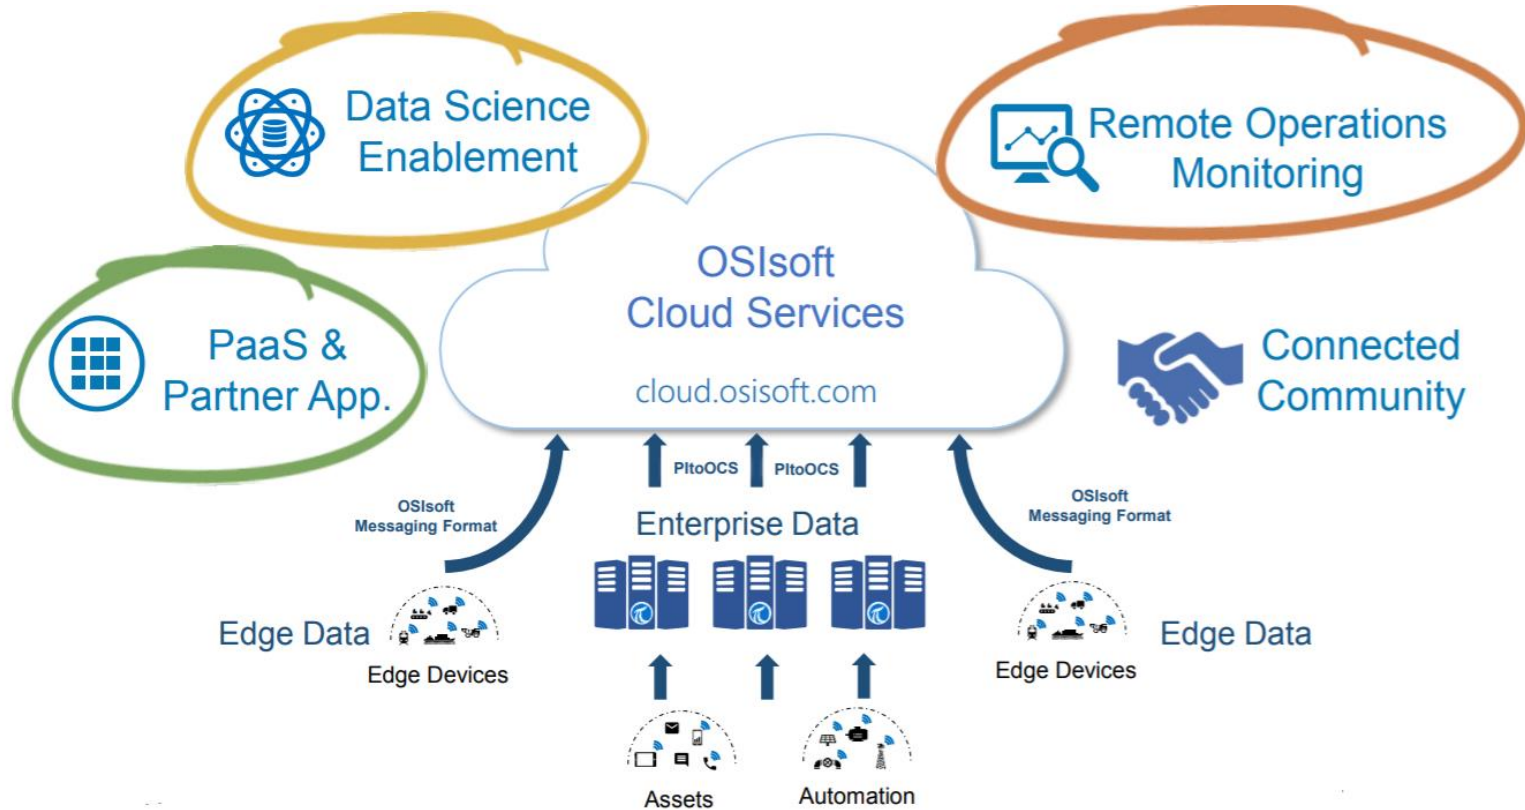 Data Science
Enablement
Remote Operations
Monitoring
OSIsoft
Cloud Services
cloud.osisoft.com
PaaS &
Partner App.
Connected
Community
PItoOCS
PItoOCS
OSIsoft
Messaging Format
OSIsoft
Messaging Format
Enterprise Data
Edge Data
Edge Devices
Edge Devices
Edge Data
Assets
Automation